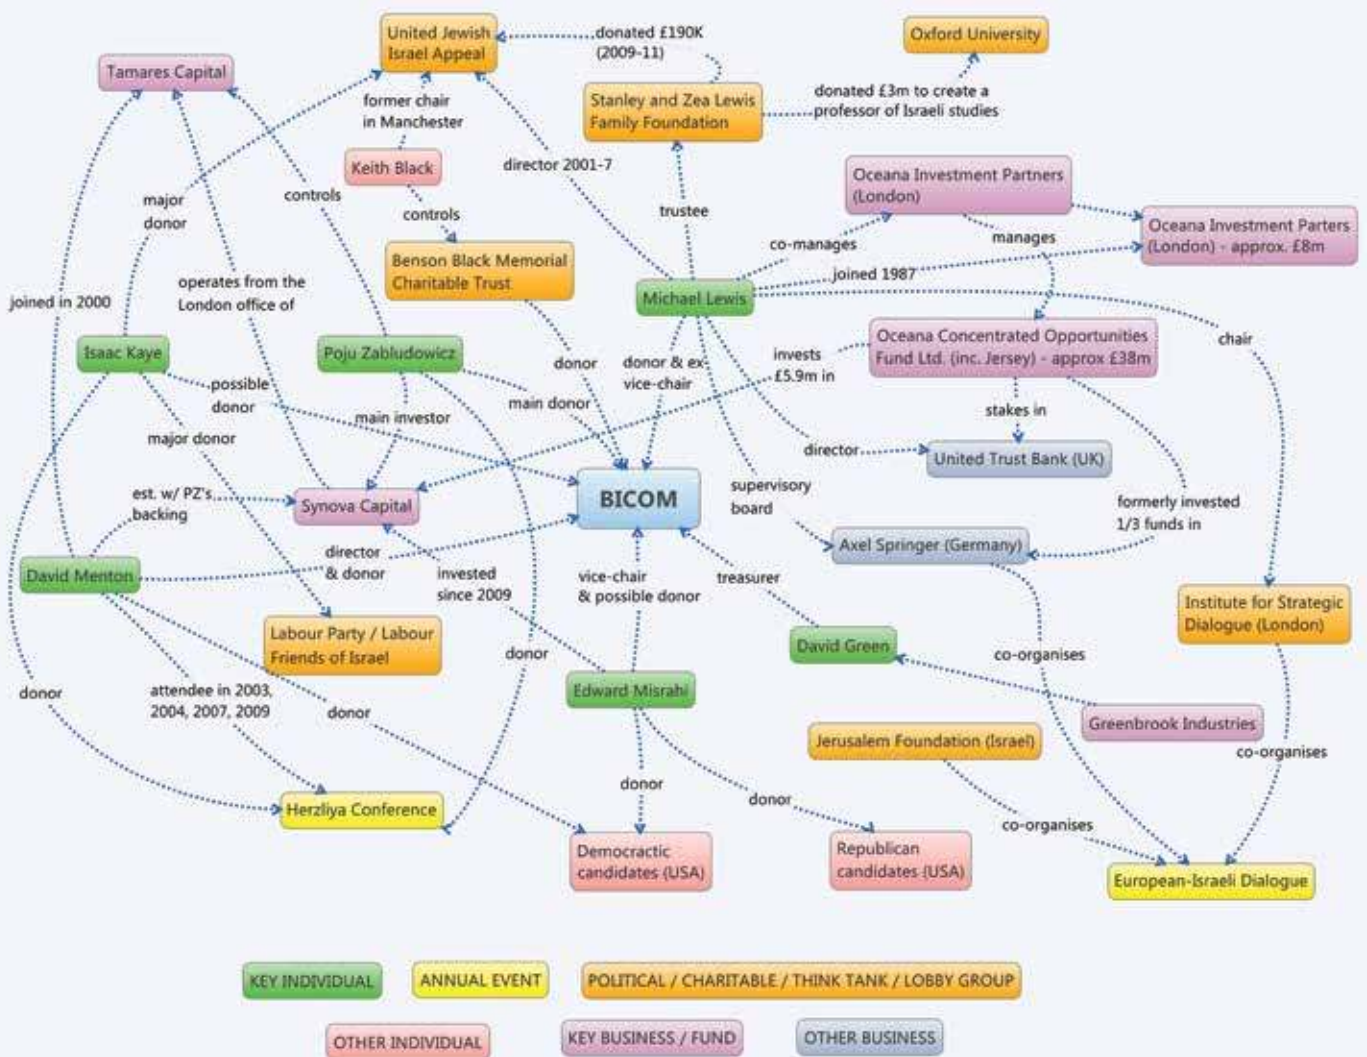 United Jewish
Israel Appeal
donated £190K
(2009-11)
Oxford University
Tamares Capital
Stanley and Zea Lewis
Family Foundation
donated £3m to create a
professor of Israeli studies
former chair
in Manchester
Keith Black
director 2001-7
Oceana Investment Partners
(London)
major
donor
controls
controls
trustee
co-manages
manages
Oceana Investment Parters
(London) - approx. £8m
Benson Black Memorial
Charitable Trust
joined 1987
joined in 2000
operates from the
London office of
Michael Lewis
Isaac Kaye
Poju Zabludowicz
donor
donor & ex-
vice-chair
invests
£5.9m in
Oceana Concentrated Opportunities
Fund Ltd. (inc. Jersey) - approx £38m
chair
possible
donor
main donor
main investor
major donor
stakes in
director
United Trust Bank (UK)
est. w/ PZ's
backing
Synova Capital
BICOM
supervisory
board
formerly invested
1/3 funds in
Axel Springer (Germany)
David Menton
director
& donor
invested
since 2009
vice-chair
& possible donor
treasurer
Institute for Strategic
Dialogue (London)
Labour Party / Labour
Friends of Israel
David Green
donor
co-organises
donor
attendee in 2003,
2004, 2007, 2009
donor
Edward Misrahi
Greenbrook Industries
Jerusalem Foundation (Israel)
co-organises
donor
donor
Herzliya Conference
co-organises
Democractic
candidates (USA)
Republican
candidates (USA)
European-Israeli Dialogue
KEY INDIVIDUAL
ANNUAL EVENT
POLITICAL / CHARITABLE / THINK TANK / LOBBY GROUP
OTHER INDIVIDUAL
KEY BUSINESS / FUND
OTHER BUSINESS